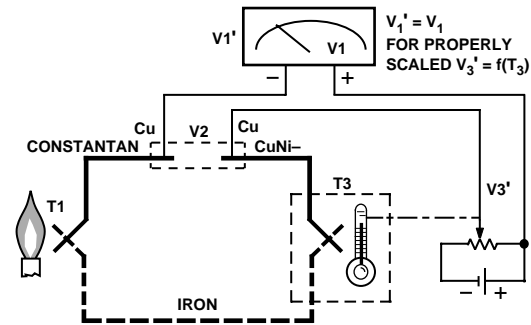 V1'
V1
– +
V1' = V1
FOR PROPERLY
SCALED V3' = f(T3)
Cu
V2
Cu
CONSTANTAN
CuNi–
T1
T3
V3'
IRON
– +